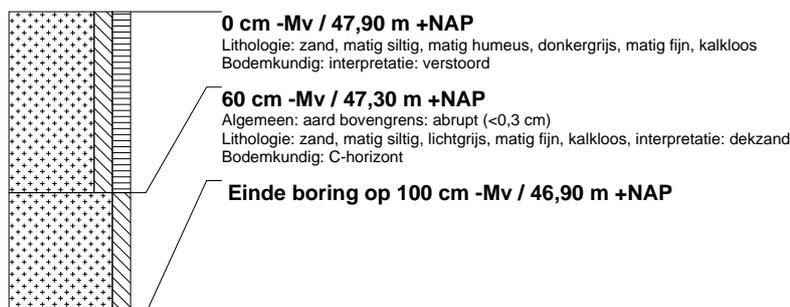 0 cm -Mv / 47,90 m +NAP
Lithologie: zand, matig siltig, matig humeus, donkergrijs, matig fijn, kalkloos
Bodemkundig: interpretatie: verstoord
60 cm -Mv / 47,30 m +NAP
Algemeen: aard bovengrens: abrupt (<0,3 cm)
Lithologie: zand, matig siltig, lichtgrijs, matig fijn, kalkloos, interpretatie: dekzand
Bodemkundig: C-horizont
Einde boring op 100 cm -Mv / 46,90 m +NAP